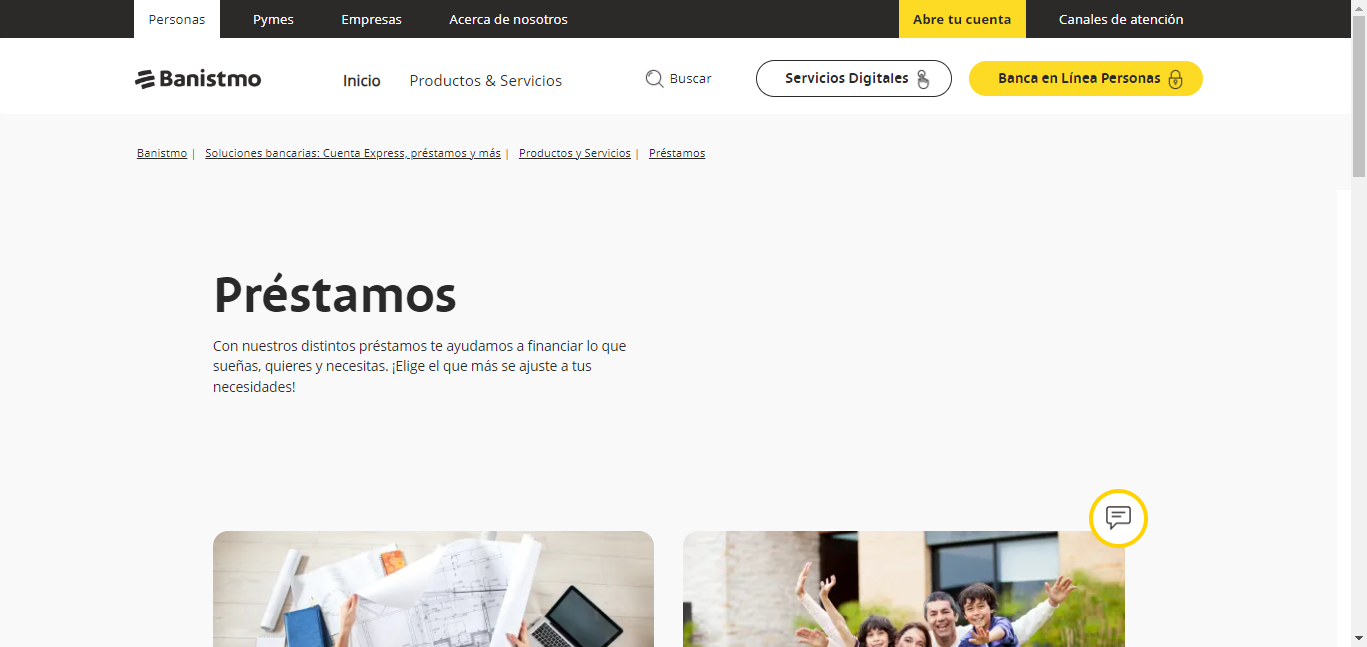 Personas
Pymes
Empresas
Acerca de nosotros
Abre tu cuenta
Canales de atención
Banistmo
Inicio
Productos & Servicios
Buscar
Servicios Digitales
Banca en Línea Personas
Banistmo | Soluciones bancarias: Cuenta Express, préstamos y más | Productos y Servicios | Préstamos
Préstamos
Con nuestros distintos préstamos te ayudamos a financiar lo que
sueñas, quieres y necesitas. ¡Elige el que más se ajuste a tus
necesidades!